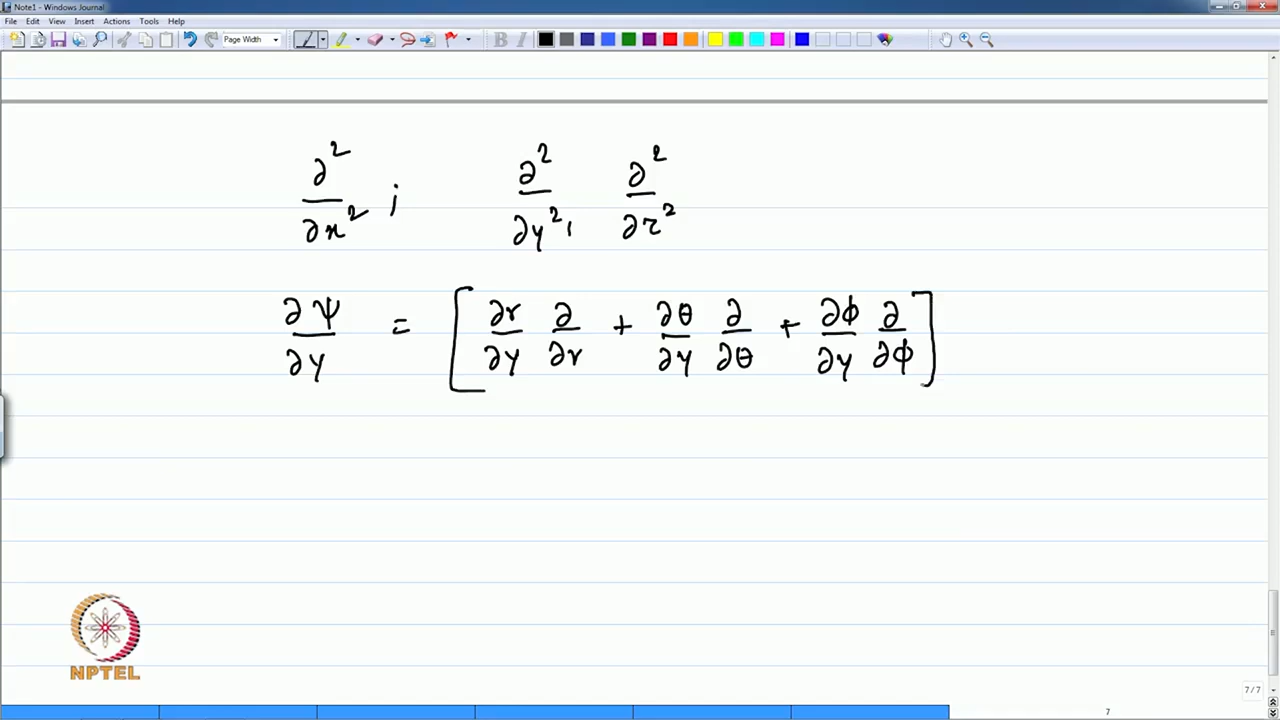 Note1 - Windows Journal
File Edit View Insert Actions Tools Help
Page Width
B I
∂²/∂x² ; ∂²/∂y², ∂²/∂z²
∂ψ/∂y = [ ∂r/∂y ∂/∂r + ∂θ/∂y ∂/∂θ + ∂ϕ/∂y ∂/∂ϕ ]
NPTEL
7/7
7